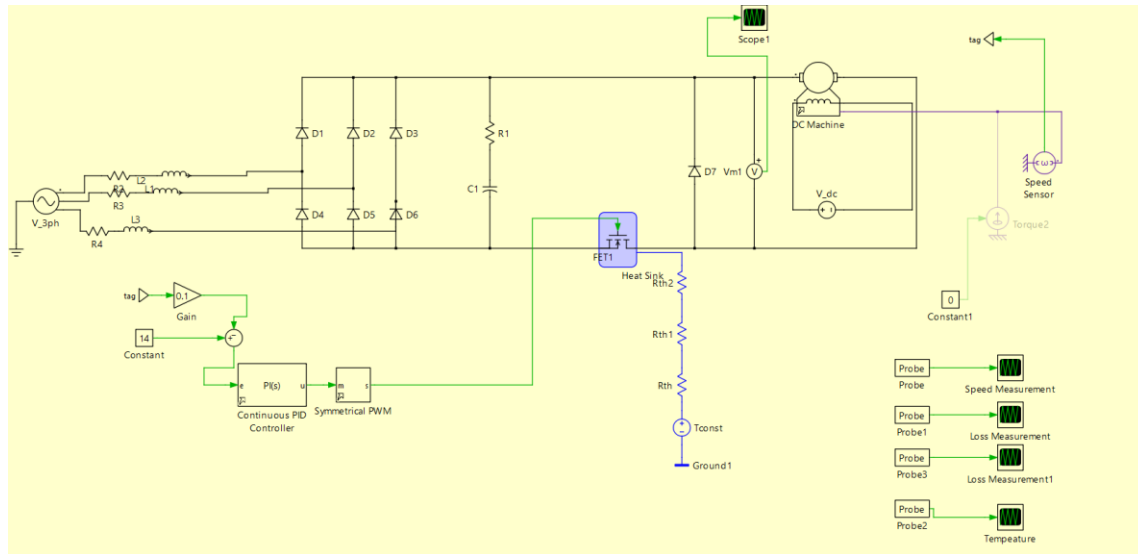 Scope1
tag
D1
D2
D3
R1
DC Machine
Speed
Sensor
D7
Vm1
V
V_dc
L2
R2
L1
R3
C1
V_3ph
L3
R4
D4
D5
D6
FET1
Heat Sink
Torque2
Rth2
tag
0,1
Gain
0
Constant1
14
Constant
Rth1
PI(s)
e
u
m
s
Continuous PID
Controller
Symmetrical PWM
Rth
Tconst
Ground1
Probe
Probe
Speed Measurement
Probe
Probe1
Loss Measurement
Probe
Probe3
Loss Measurement1
Probe
Probe2
Tempeature